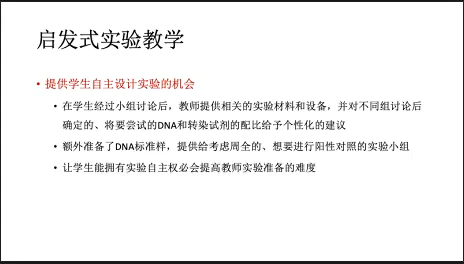 启发式实验教学
• 提供学生自主设计实验的机会
• 在学生经过小组讨论后，教师提供相关的实验材料和设备，并对不同组讨论后
确定的、将要尝试的DNA和转染试剂的配比给予个性化的建议
• 额外准备了DNA标准样，提供给考虑周全的、想要进行阳性对照的实验小组
• 让学生能拥有实验自主权必会提高教师实验准备的难度